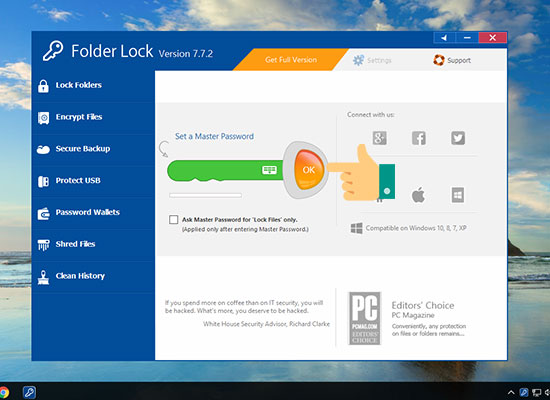 Folder Lock Version 7.7.2
Get Full Version
Settings
Support
Lock Folders
Encrypt Files
Secure Backup
Protect USB
Password Wallets
Shred Files
Clean History
Set a Master Password
OK
Ask Master Password for 'Lock Files' only.
(Applied only after entering Master Password.)
Connect with us:
Compatible on Windows 10, 8, 7, XP
If you spend more on coffee than on IT security, you will
be hacked. What's more, you deserve to be hacked.
White House Security Advisor, Richard Clarke
PC
PCMAG.COM
EDITORS'
CHOICE
Editors' Choice
PC Magazine
Conveniently, any protection
on files or folders remains...